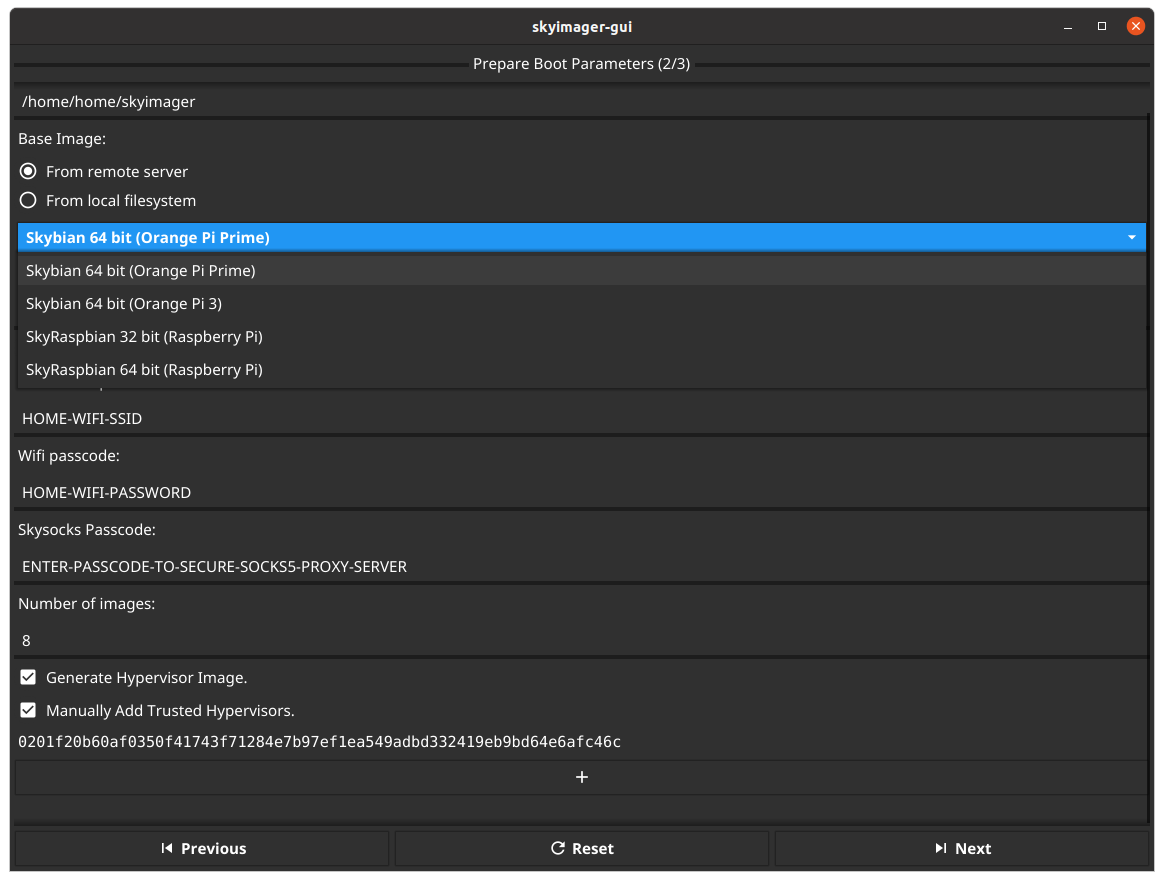 skyimager-gui
Prepare Boot Parameters (2/3)
/home/home/skyimager
Base Image:
From remote server
From local filesystem
Skybian 64 bit (Orange Pi Prime)
Skybian 64 bit (Orange Pi Prime)
Skybian 64 bit (Orange Pi 3)
SkyRaspbian 32 bit (Raspberry Pi)
SkyRaspbian 64 bit (Raspberry Pi)
HOME-WIFI-SSID
Wifi passcode:
HOME-WIFI-PASSWORD
Skysocks Passcode:
ENTER-PASSCODE-TO-SECURE-SOCKS5-PROXY-SERVER
Number of images:
8
Generate Hypervisor Image.
Manually Add Trusted Hypervisors.
0201f20b60af0350f41743f71284e7b97ef1ea549adbd332419eb9bd64e6afc46c
+
Previous
Reset
Next